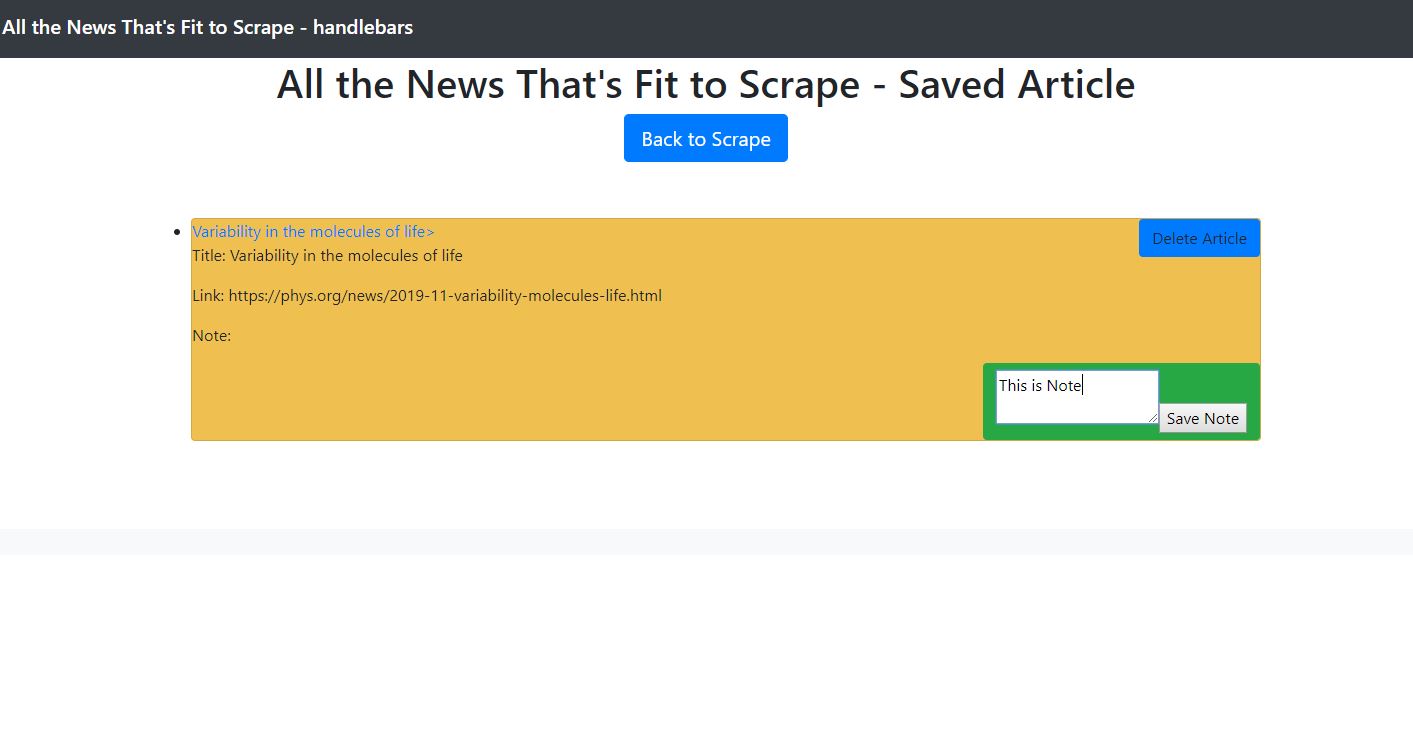 All the News That's Fit to Scrape - handlebars
All the News That's Fit to Scrape - Saved Article
Back to Scrape
Variability in the molecules of life>
Delete Article
Title: Variability in the molecules of life
Link: https://phys.org/news/2019-11-variability-molecules-life.html
Note:
This is Note
Save Note